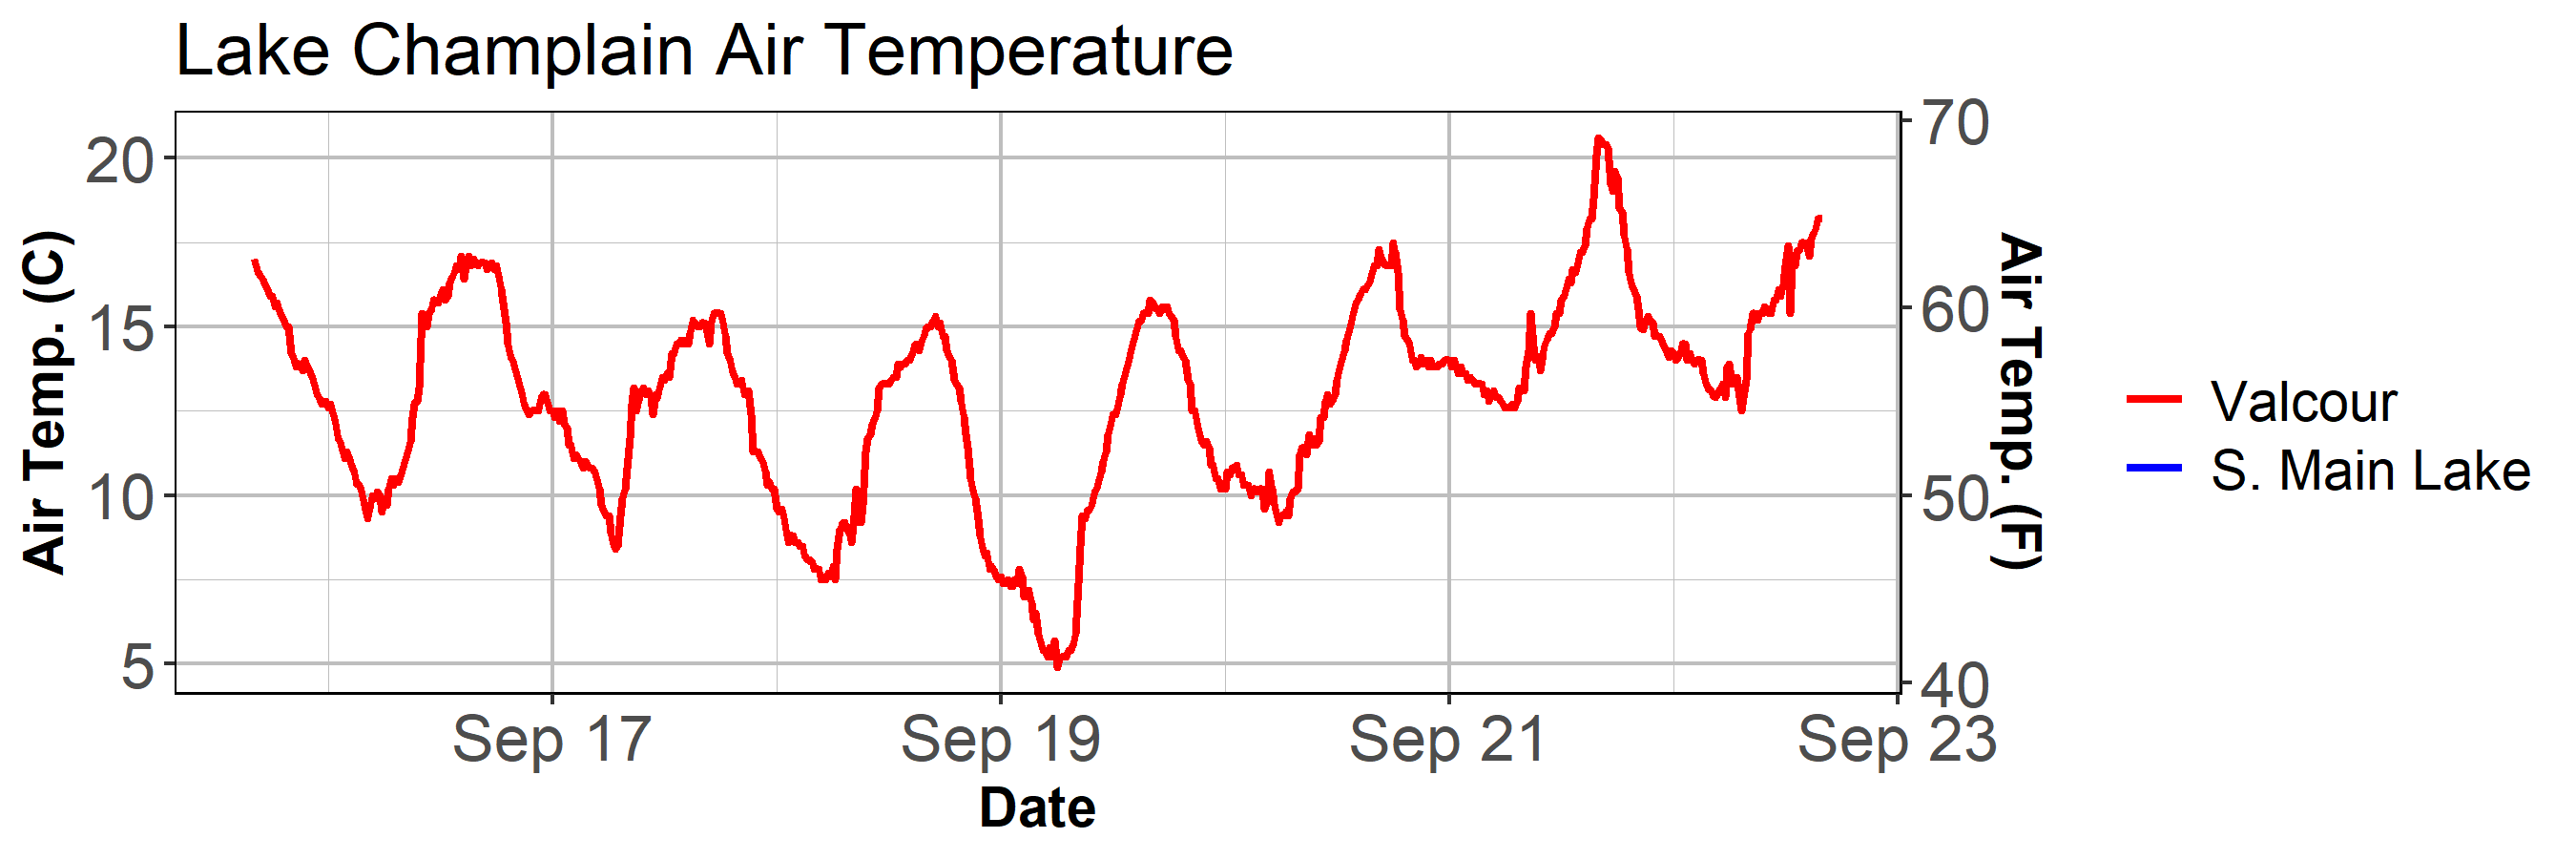 Lake Champlain Air Temperature
Air Temp. (C)
20
15
10
5
70
60
50
40
Air Temp. (F)
Sep 17
Sep 19
Sep 21
Sep 23
Date
Valcour
S. Main Lake